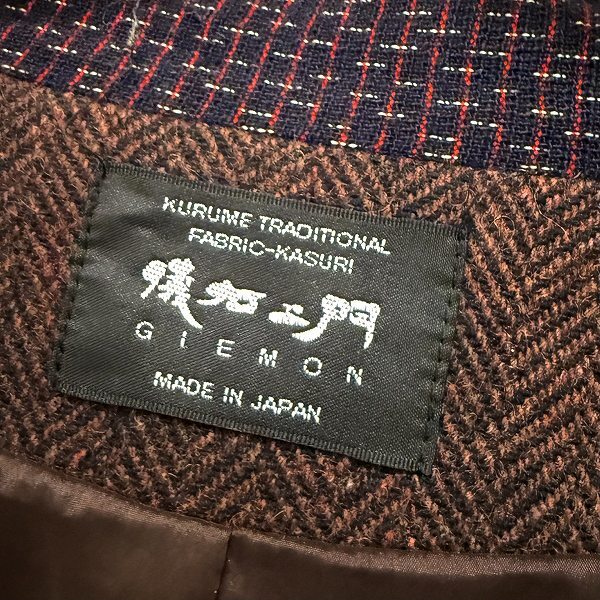 KURUME TRADITIONAL
FABRIC-KASURI
儀右ヱ門
GIEMON
MADE IN JAPAN